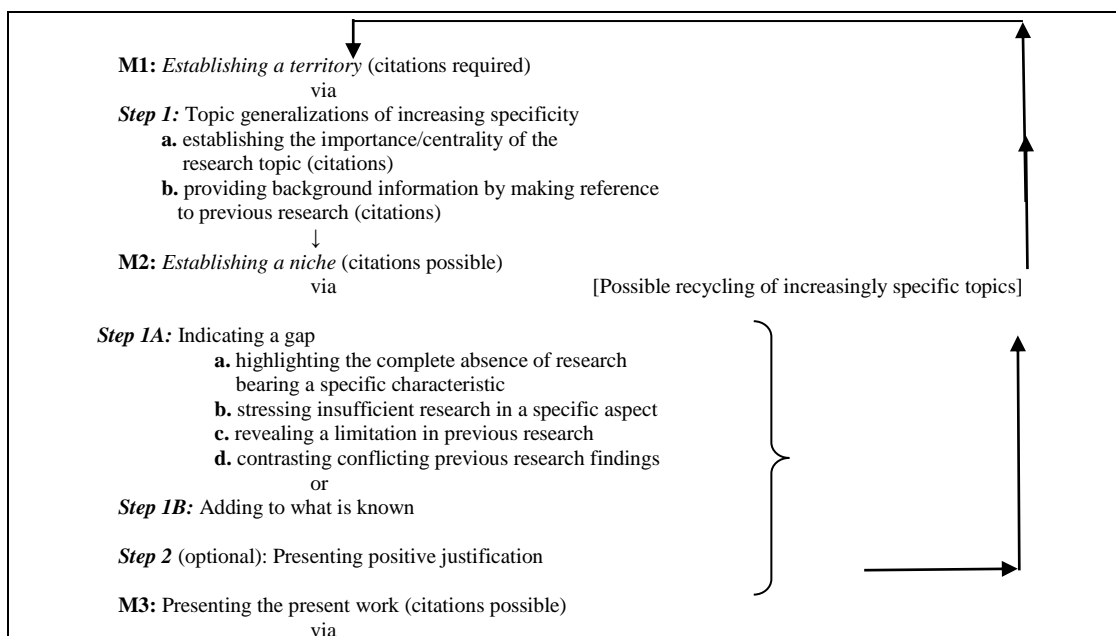 M1: Establishing a territory (citations required)
via
Step 1: Topic generalizations of increasing specificity
a. establishing the importance/centrality of the
research topic (citations)
b. providing background information by making reference
to previous research (citations)
↓
M2: Establishing a niche (citations possible)
via
[Possible recycling of increasingly specific topics]
Step 1A: Indicating a gap
a. highlighting the complete absence of research
bearing a specific characteristic
b. stressing insufficient research in a specific aspect
c. revealing a limitation in previous research
d. contrasting conflicting previous research findings
or
Step 1B: Adding to what is known
Step 2 (optional): Presenting positive justification
M3: Presenting the present work (citations possible)
via